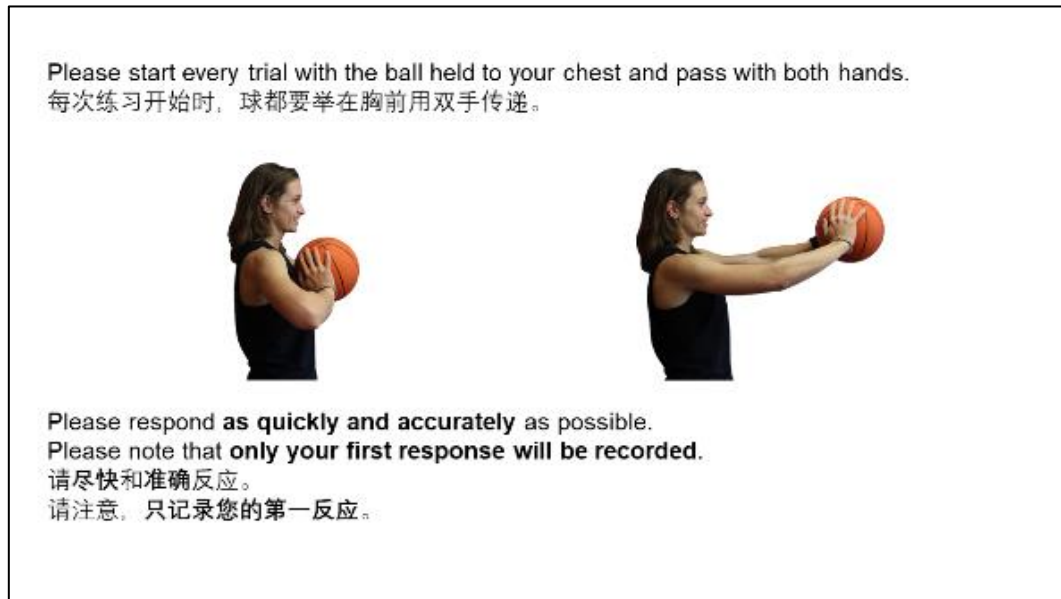 Please start every trial with the ball held to your chest and pass with both hands.
每次练习开始时，球都要举在胸前用双手传递。
Please respond as quickly and accurately as possible.
Please note that only your first response will be recorded.
请尽快和准确反应。
请注意，只记录您的第一反应。